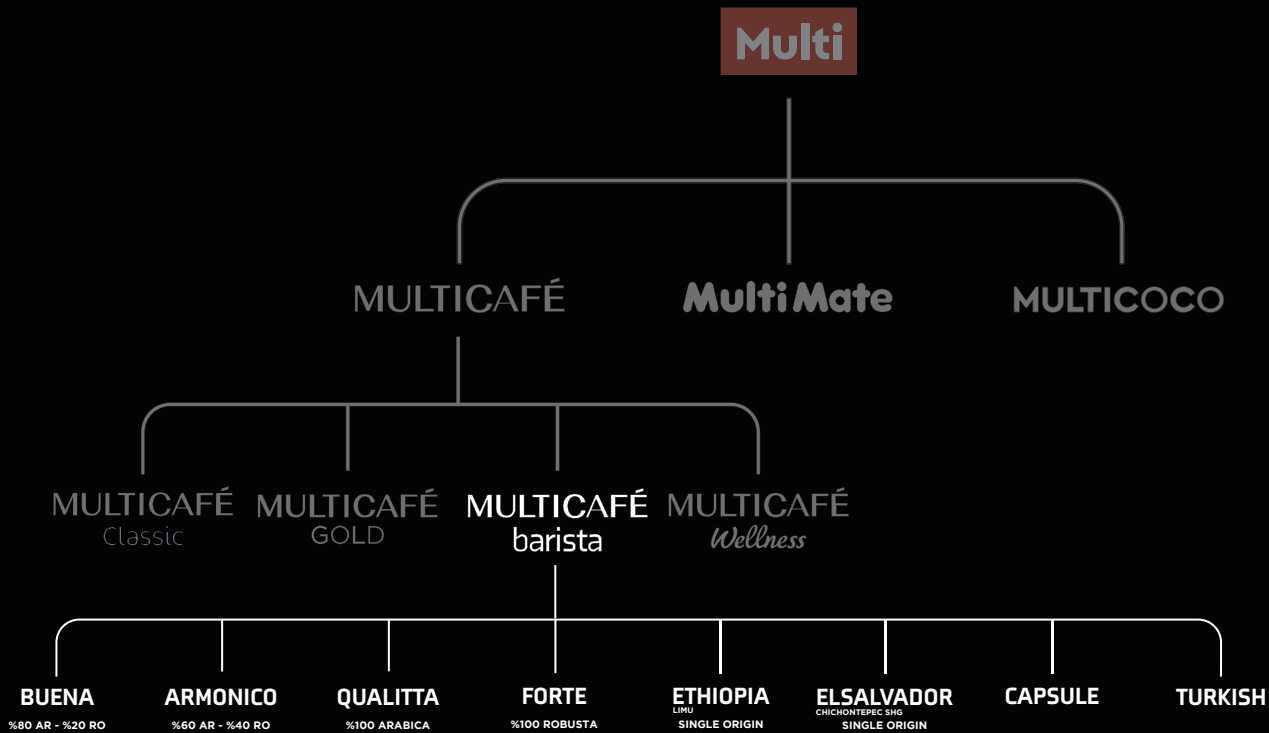 Multi
MULTICAFÉ
MultiMate
MULTICOCO
MULTICAFÉ
Classic
MULTICAFÉ
GOLD
MULTICAFÉ
barista
MULTICAFÉ
Wellness
BUENA
%80 AR - %20 RO
ARMONICO
%60 AR - %40 RO
QUALITTA
%100 ARABICA
FORTE
%100 ROBUSTA
ETHIOPIA
LIMU
SINGLE ORIGIN
ELSALVADOR
CHICHONTEPEC SHG
SINGLE ORIGIN
CAPSULE
TURKISH